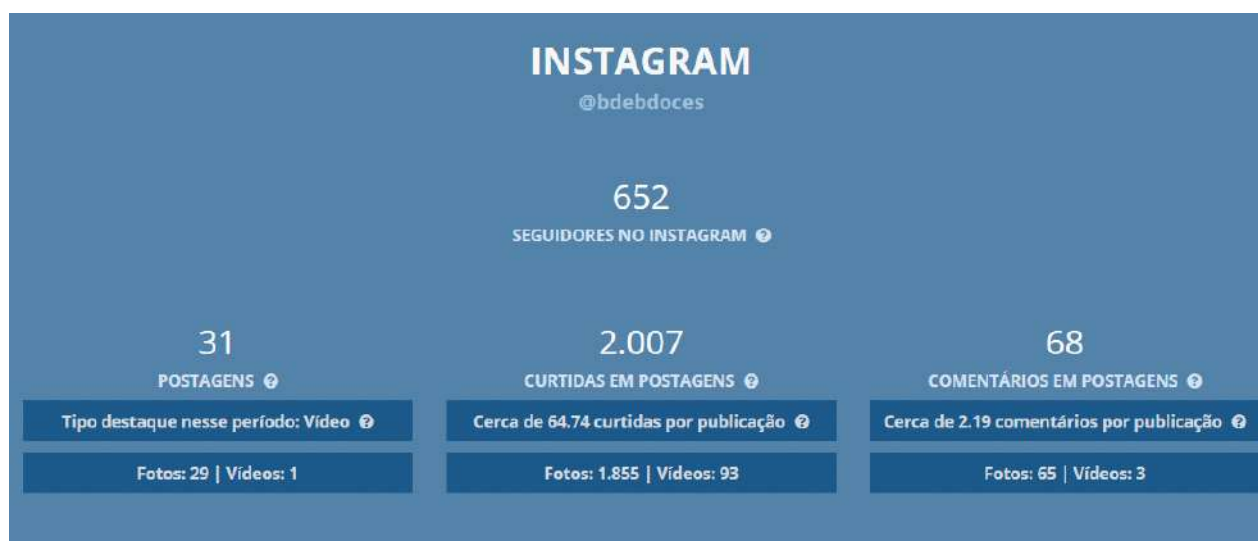 INSTAGRAM
@bdebdoces
652
SEGUIDORES NO INSTAGRAM ?
31
POSTAGENS ?
Tipo destaque nesse período: Vídeo ?
Fotos: 29 | Vídeos: 1
2.007
CURTIDAS EM POSTAGENS ?
Cerca de 64.74 curtidas por publicação ?
Fotos: 1.855 | Vídeos: 93
68
COMENTÁRIOS EM POSTAGENS ?
Cerca de 2.19 comentários por publicação ?
Fotos: 65 | Vídeos: 3